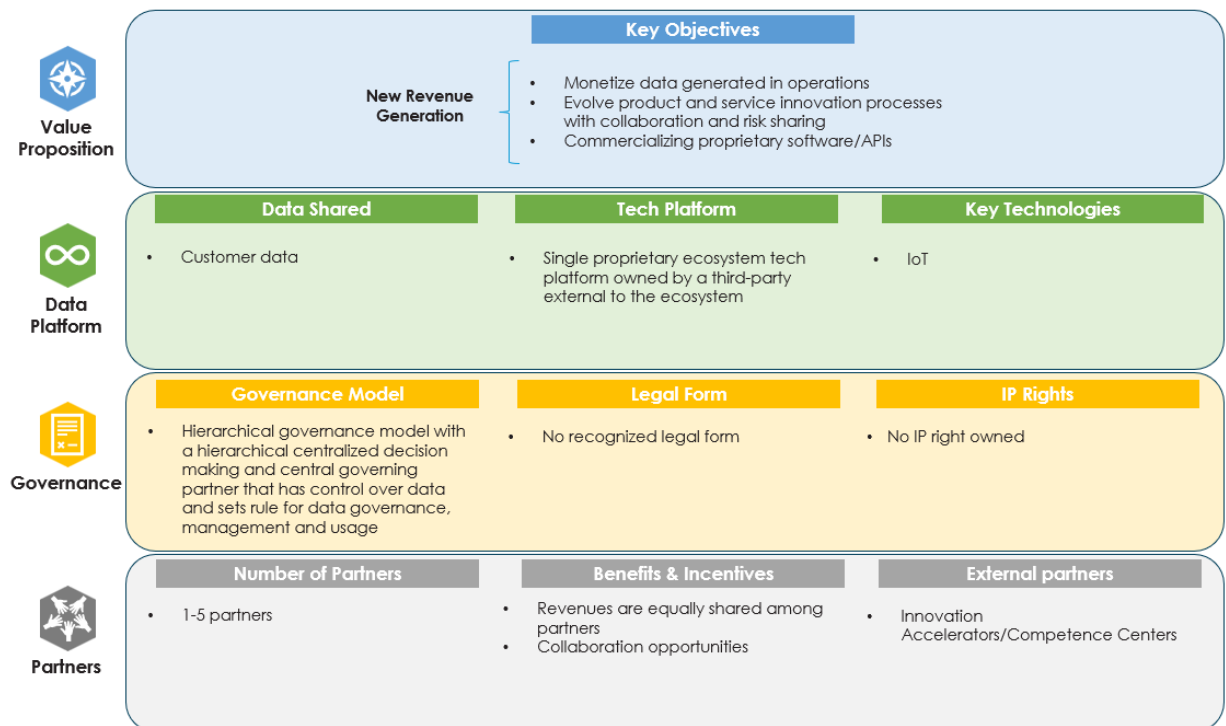 Value
Proposition
Key Objectives
New Revenue
Generation
• Monetize data generated in operations
• Evolve product and service innovation processes
with collaboration and risk sharing
• Commercializing proprietary software/APIs
Data
Platform
Data Shared
• Customer data
Tech Platform
• Single proprietary ecosystem tech
platform owned by a third-party
external to the ecosystem
Key Technologies
• IoT
Governance
Governance Model
• Hierarchical governance model with
a hierarchical centralized decision
making and central governing
partner that has control over data
and sets rule for data governance,
management and usage
Legal Form
• No recognized legal form
IP Rights
• No IP right owned
Partners
Number of Partners
• 1-5 partners
Benefits & Incentives
• Revenues are equally shared among
partners
• Collaboration opportunities
External partners
• Innovation
Accelerators/Competence Centers